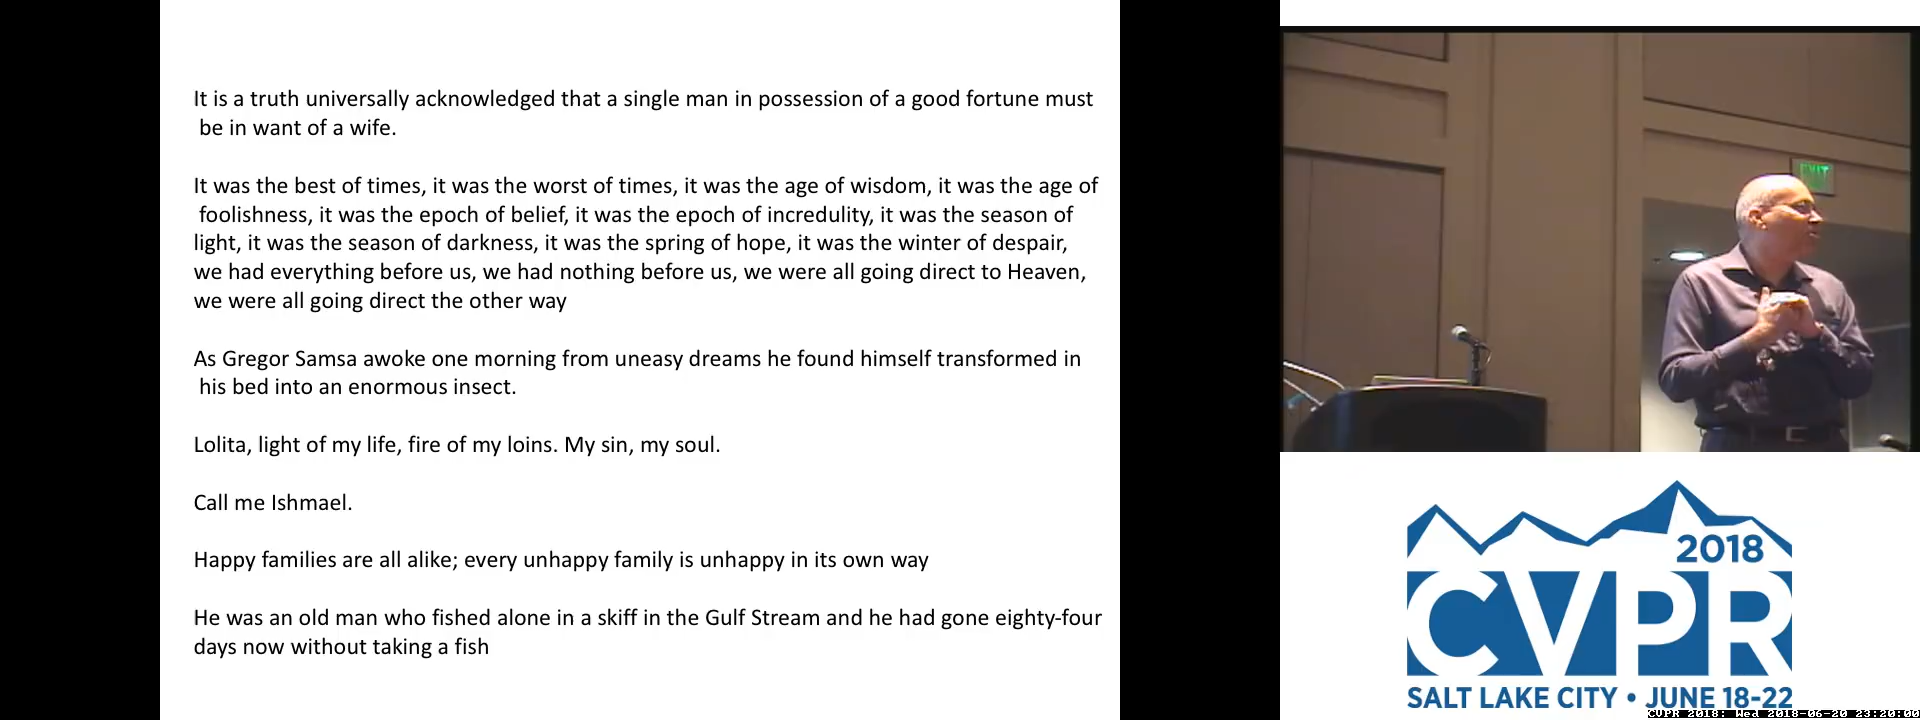 It is a truth universally acknowledged that a single man in possession of a good fortune must
be in want of a wife.
It was the best of times, it was the worst of times, it was the age of wisdom, it was the age of
foolishness, it was the epoch of belief, it was the epoch of incredulity, it was the season of
light, it was the season of darkness, it was the spring of hope, it was the winter of despair,
we had everything before us, we had nothing before us, we were all going direct to Heaven,
we were all going direct the other way
As Gregor Samsa awoke one morning from uneasy dreams he found himself transformed in
his bed into an enormous insect.
Lolita, light of my life, fire of my loins. My sin, my soul.
Call me Ishmael.
Happy families are all alike; every unhappy family is unhappy in its own way
He was an old man who fished alone in a skiff in the Gulf Stream and he had gone eighty-four
days now without taking a fish
EXIT
2018
CVPR
SALT LAKE CITY • JUNE 18-22
CVPR 2018: Wed 2018-06-20 23:20:00